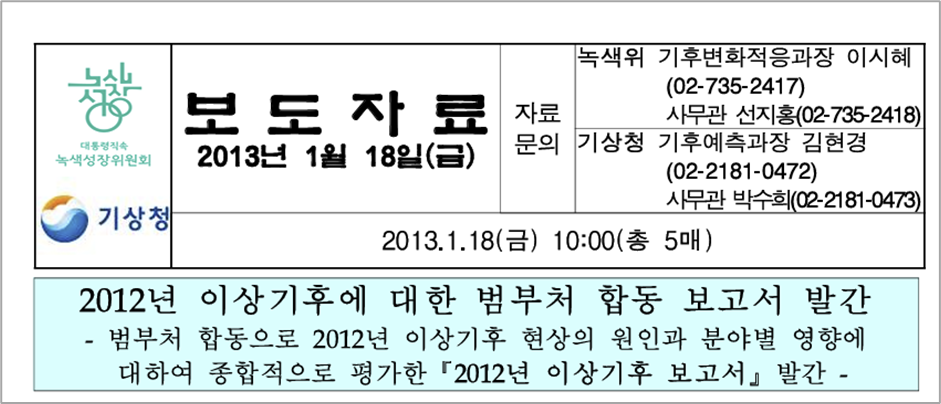 녹색
성장
대통령직속
녹색성장위원회
기상청
보 도 자 료
2013년 1월 18일(금)
자료
문의
녹색위 기후변화적응과장 이시혜
(02-735-2417)
사무관 선지홍(02-735-2418)
기상청 기후예측과장 김현경
(02-2181-0472)
사무관 박수희(02-2181-0473)
2013.1.18(금) 10:00(총 5매)
2012년 이상기후에 대한 범부처 합동 보고서 발간
- 범부처 합동으로 2012년 이상기후 현상의 원인과 분야별 영향에
대하여 종합적으로 평가한 『2012년 이상기후 보고서』 발간 -